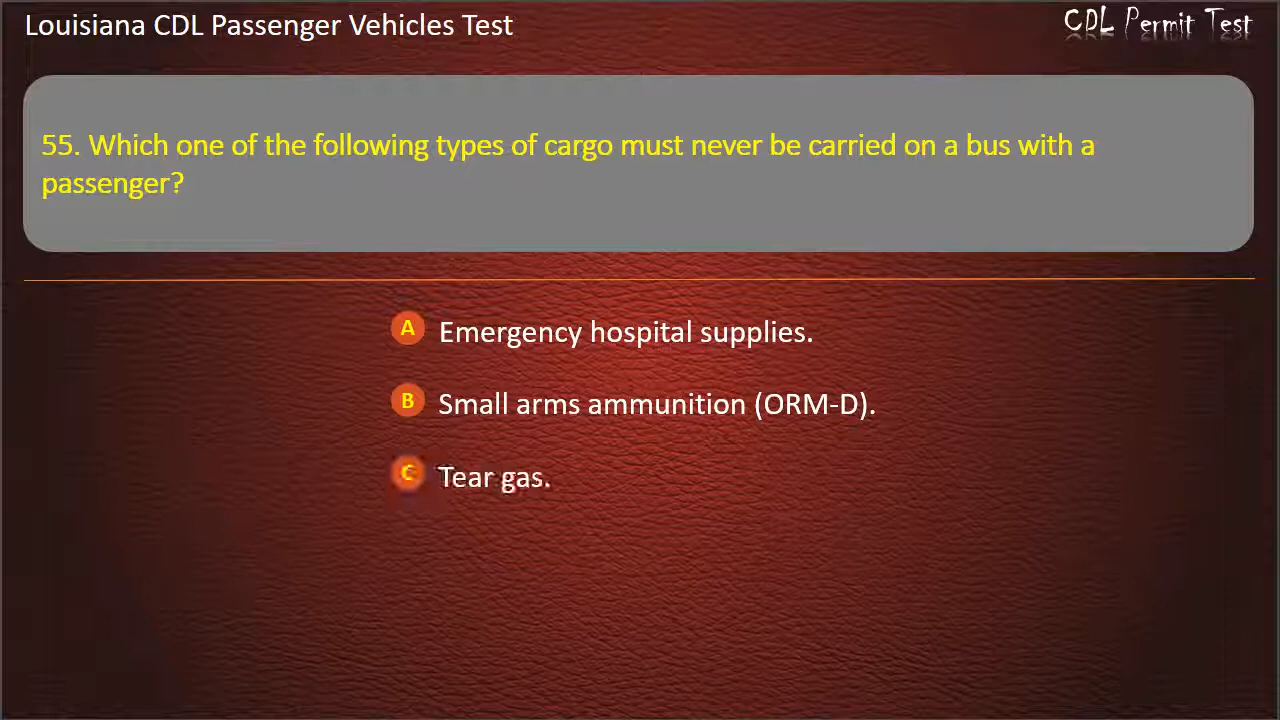 Louisiana CDL Passenger Vehicles Test
CDL Permit Test
55. Which one of the following types of cargo must never be carried on a bus with a
passenger?
A Emergency hospital supplies.
B Small arms ammunition (ORM-D).
C Tear gas.